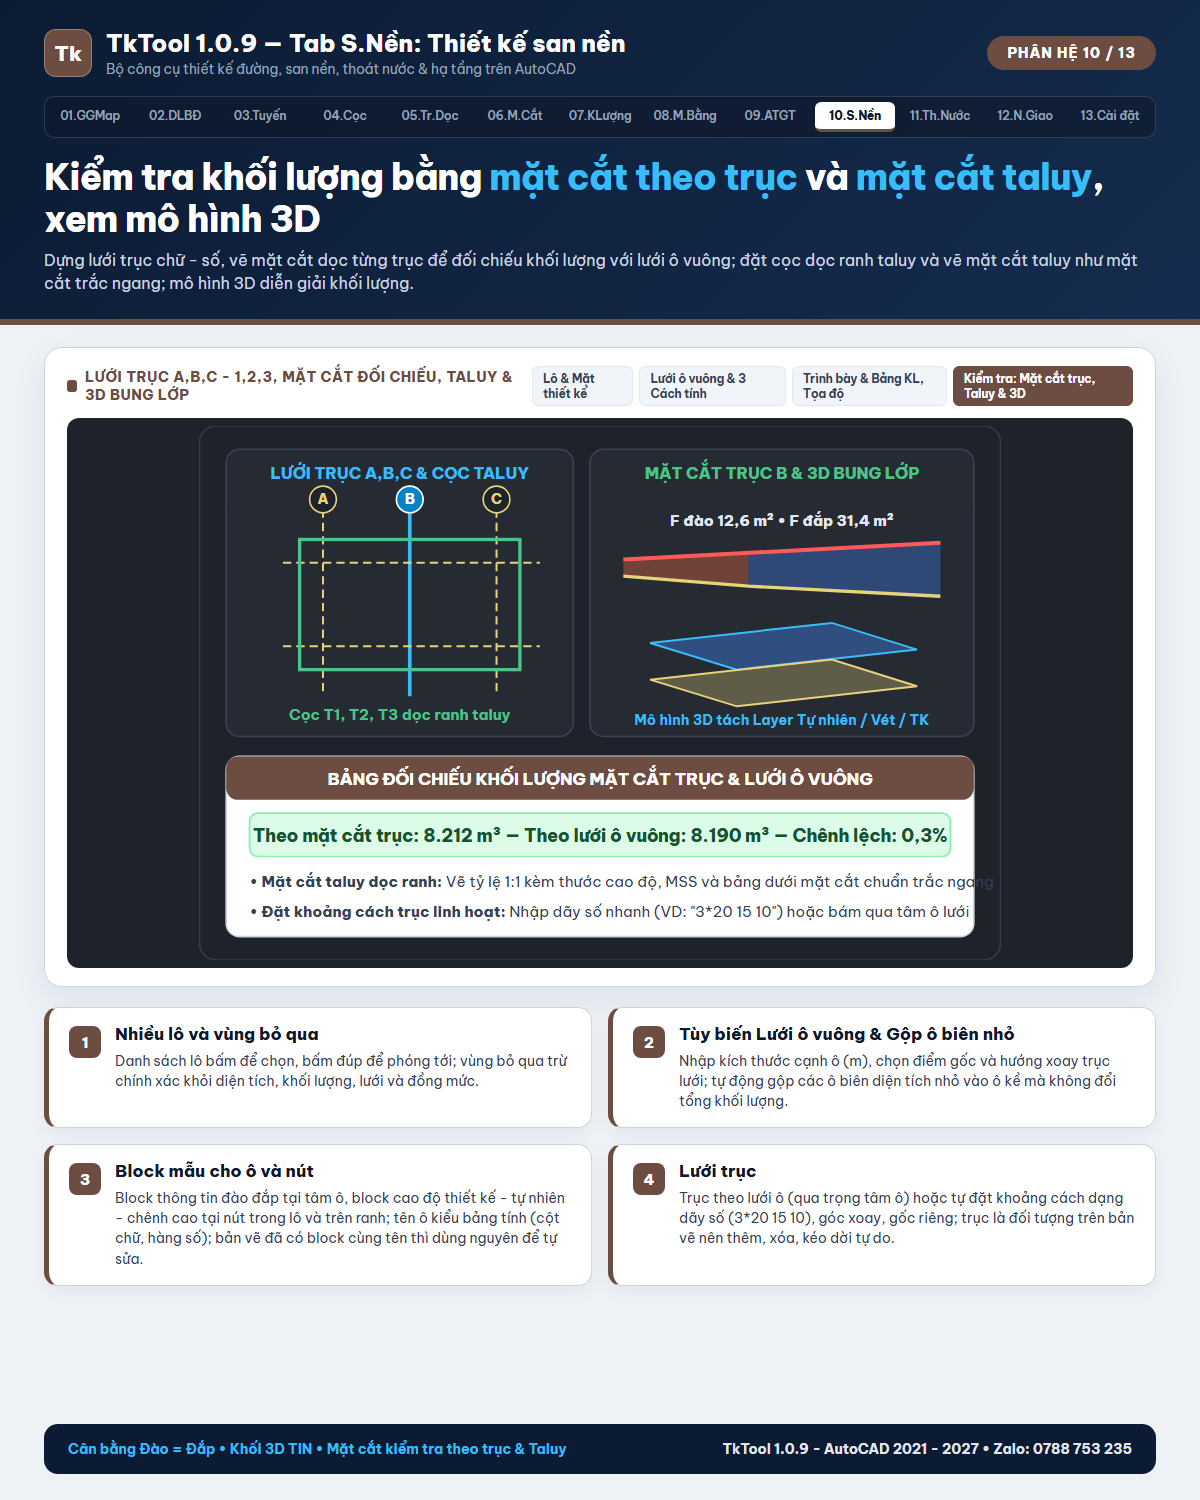 Tk
TkTool 1.0.9 — Tab S.Nền: Thiết kế san nền
Bộ công cụ thiết kế đường, san nền, thoát nước & hạ tầng trên AutoCAD
PHÂN HỆ 10 / 13
01.GGMap 02.DLBĐ 03.Tuyến 04.Cọc 05.Tr.Dọc 06.M.Cắt 07.KLượng 08.M.Bằng 09.ATGT 10.S.Nền 11.Th.Nước 12.N.Giao 13.Cài đặt
Kiểm tra khối lượng bằng mặt cắt theo trục và mặt cắt taluy,
xem mô hình 3D
Dựng lưới trục chữ - số, vẽ mặt cắt dọc từng trục để đối chiếu khối lượng với lưới ô vuông; đặt cọc dọc ranh taluy và vẽ mặt cắt taluy như mặt
cắt trắc ngang; mô hình 3D diễn giải khối lượng.
LƯỚI TRỤC A,B,C - 1,2,3, MẶT CẮT ĐỐI CHIẾU, TALUY &
3D BUNG LỚP
Lô & Mặt
thiết kế
Lưới ô vuông & 3
Cách tính
Trình bày & Bảng KL,
Tọa độ
Kiểm tra: Mặt cắt trục,
Taluy & 3D
LƯỚI TRỤC A,B,C & CỌC TALUY
A B C
Cọc T1, T2, T3 dọc ranh taluy
MẶT CẮT TRỤC B & 3D BUNG LỚP
F đào 12,6 m² • F đắp 31,4 m²
Mô hình 3D tách Layer Tự nhiên / Vét / TK
BẢNG ĐỐI CHIẾU KHỐI LƯỢNG MẶT CẮT TRỤC & LƯỚI Ô VUÔNG
Theo mặt cắt trục: 8.212 m³ — Theo lưới ô vuông: 8.190 m³ — Chênh lệch: 0,3%
• Mặt cắt taluy dọc ranh: Vẽ tỷ lệ 1:1 kèm thước cao độ, MSS và bảng dưới mặt cắt chuẩn trắc ngang
• Đặt khoảng cách trục linh hoạt: Nhập dãy số nhanh (VD: "3*20 15 10") hoặc bám qua tâm ô lưới
1
Nhiều lô và vùng bỏ qua
Danh sách lô bấm để chọn, bấm đúp để phóng tới; vùng bỏ qua trừ
chính xác khỏi diện tích, khối lượng, lưới và đồng mức.
2
Tùy biến Lưới ô vuông & Gộp ô biên nhỏ
Nhập kích thước cạnh ô (m), chọn điểm gốc và hướng xoay trục
lưới; tự động gộp các ô biên diện tích nhỏ vào ô kề mà không đổi
tổng khối lượng.
3
Block mẫu cho ô và nút
Block thông tin đào đắp tại tâm ô, block cao độ thiết kế - tự nhiên
- chênh cao tại nút trong lô và trên ranh; tên ô kiểu bảng tính (cột
chữ, hàng số); bản vẽ đã có block cùng tên thì dùng nguyên để tự
sửa.
4
Lưới trục
Trục theo lưới ô (qua trọng tâm ô) hoặc tự đặt khoảng cách dạng
dãy số (3*20 15 10), góc xoay, gốc riêng; trục là đối tượng trên bản
vẽ nên thêm, xóa, kéo dời tự do.
Cân bằng Đào = Đắp • Khối 3D TIN • Mặt cắt kiểm tra theo trục & Taluy
TkTool 1.0.9 - AutoCAD 2021 - 2027 • Zalo: 0788 753 235